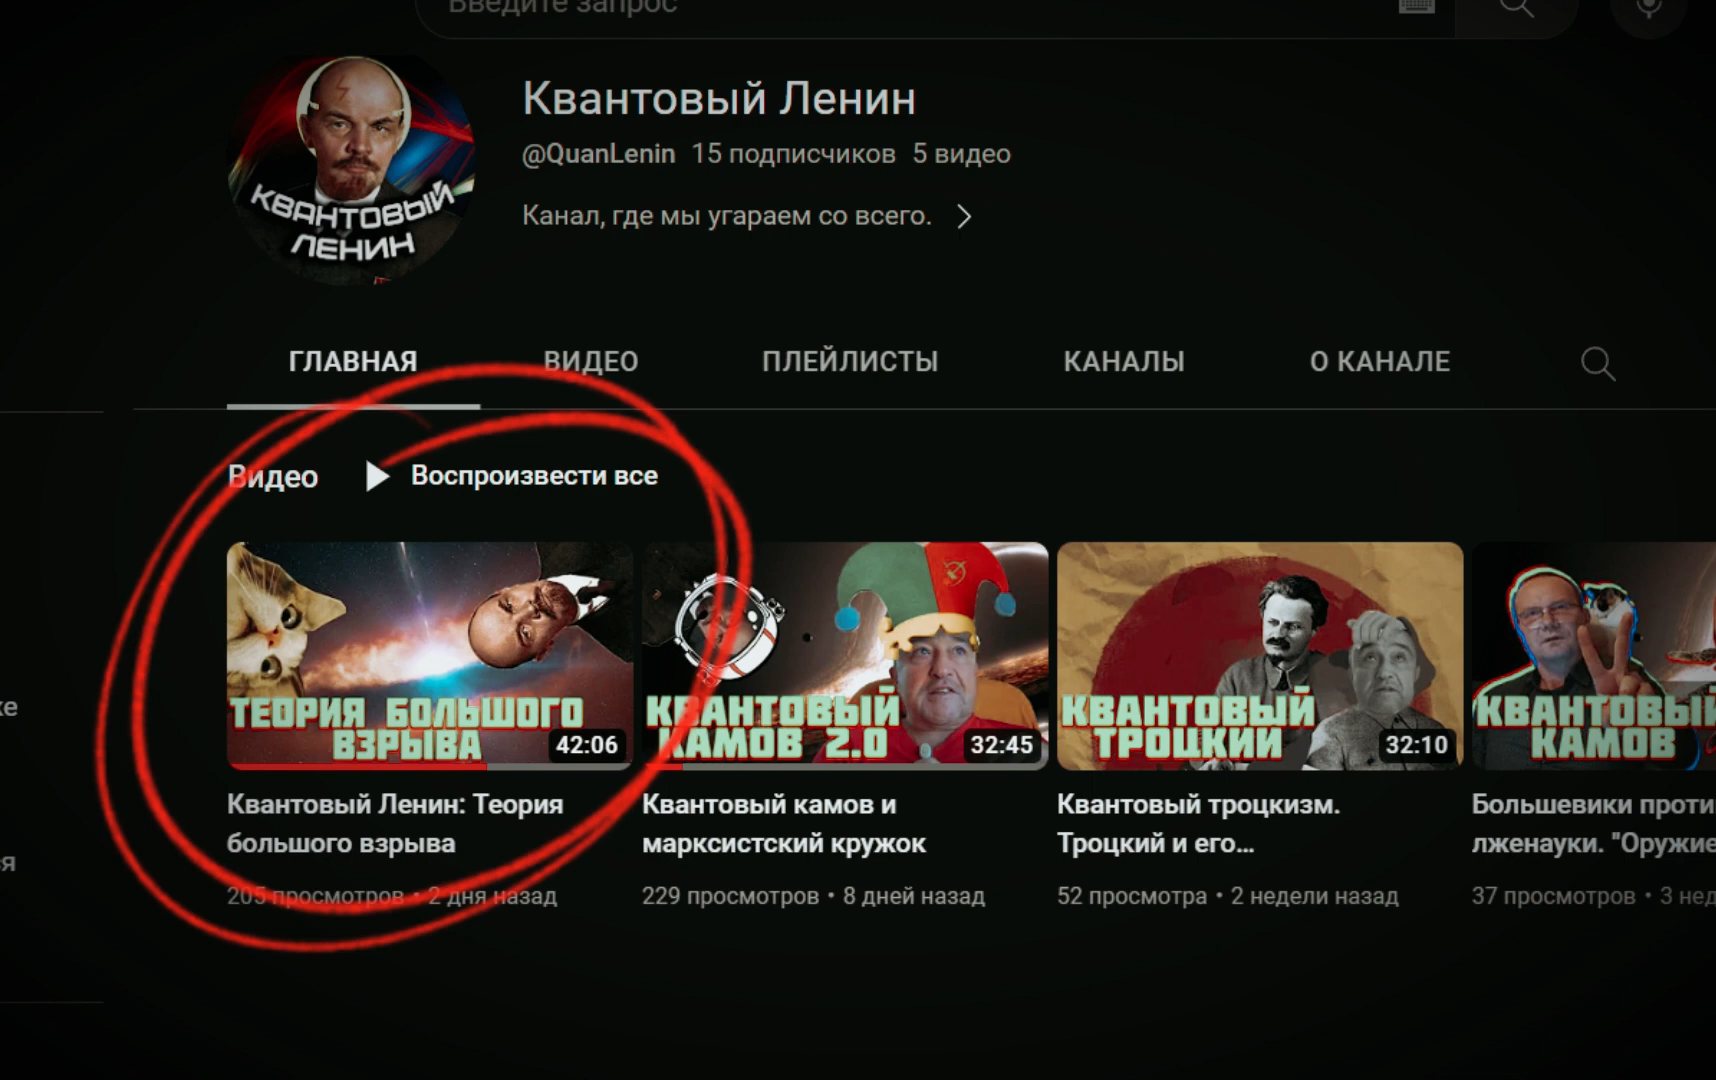 Введите запрос
Квантовый Ленин
@QuanLenin 15 подписчиков 5 видео
Канал, где мы угараем со всего.
КВАНТОВЫЙ
ЛЕНИН
ГЛАВНАЯ ВИДЕО ПЛЕЙЛИСТЫ КАНАЛЫ О КАНАЛЕ
Видео Воспроизвести все
ТЕОРИЯ БОЛЬШОГО
ВЗРЫВА
42:06
КВАНТОВЫЙ
КАМОВ 2.0
32:45
КВАНТОВЫЙ
ТРОЦКИЙ
32:10
КВАНТОВЫЙ
КАМОВ
Квантовый Ленин: Теория
большого взрыва
205 просмотров • 2 дня назад
Квантовый камов и
марксистский кружок
229 просмотров • 8 дней назад
Квантовый троцкизм.
Троцкий и его...
52 просмотра • 2 недели назад
Большевики проти
лженауки. "Оружие
37 просмотров • 3 нед